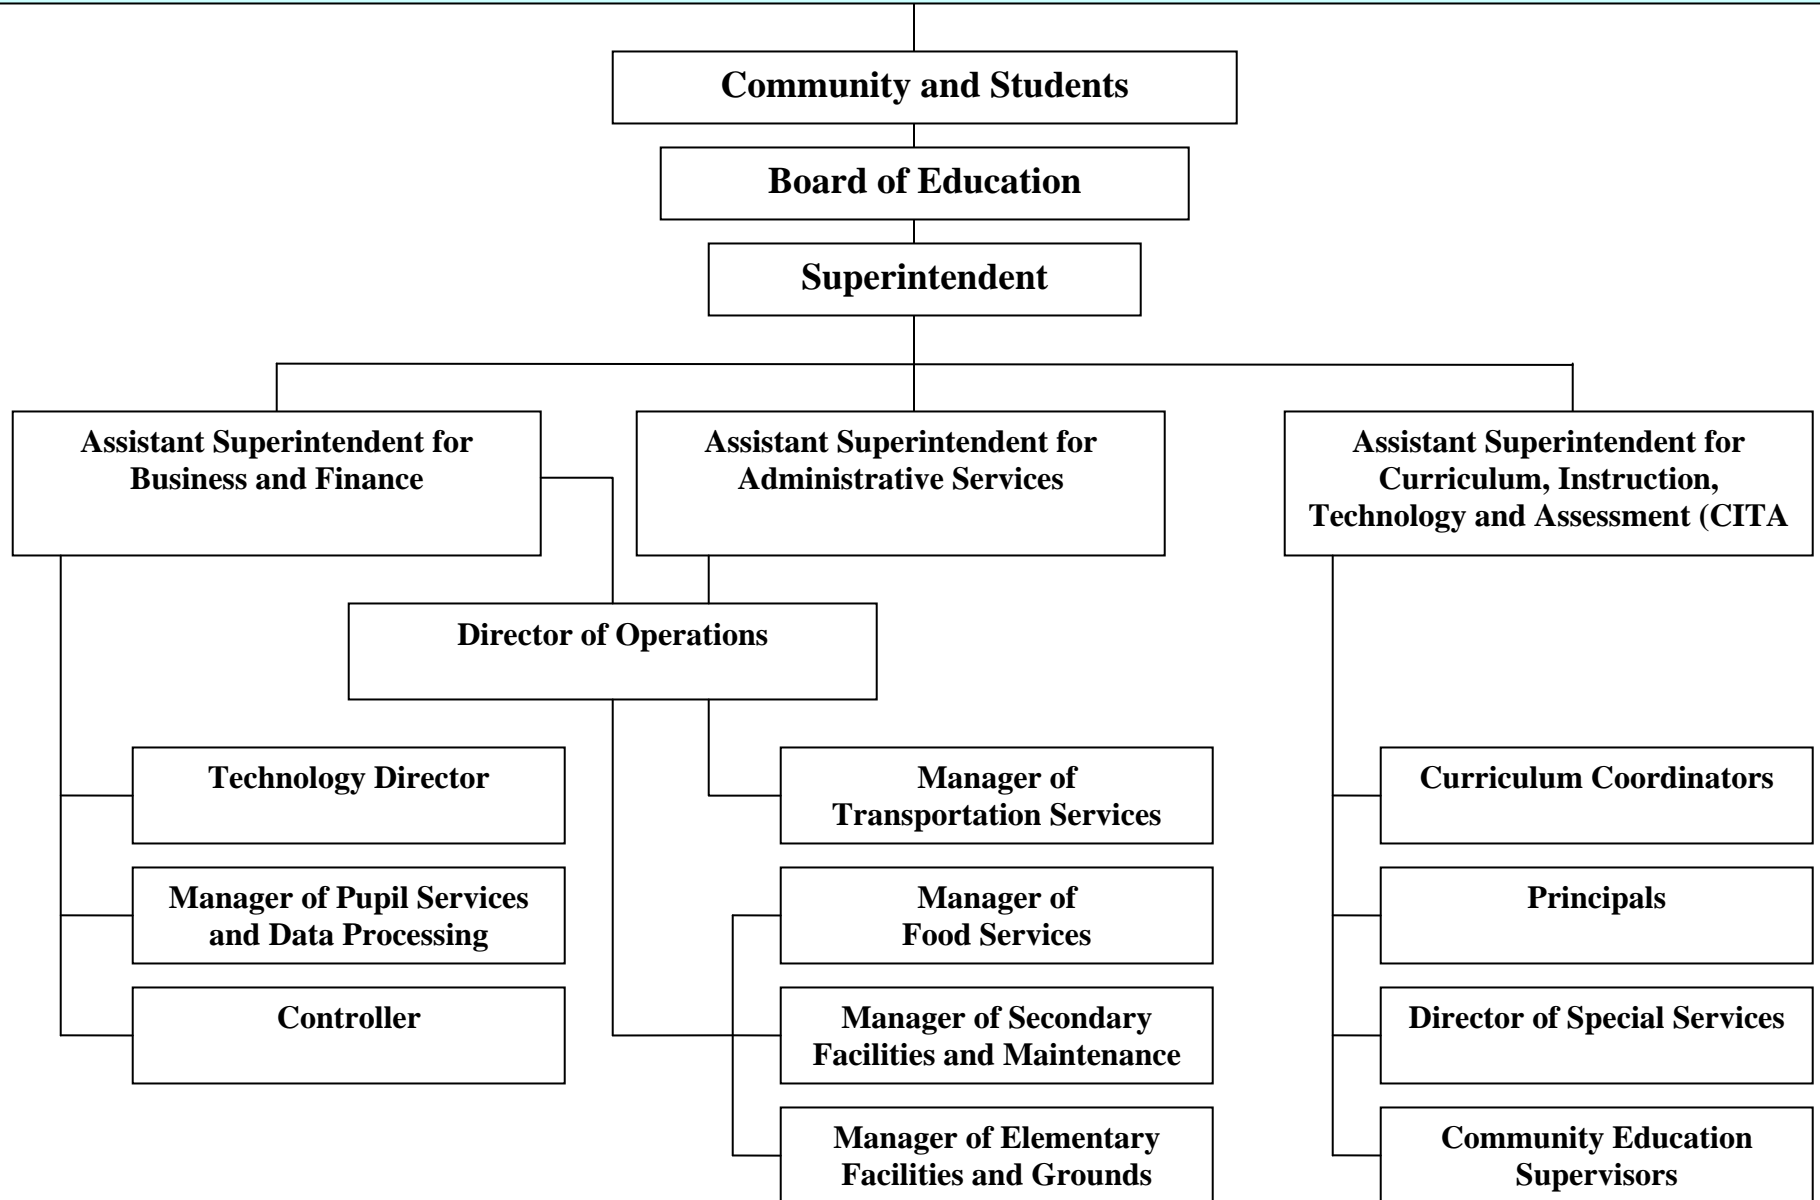 Community and Students
Board of Education
Superintendent
Assistant Superintendent for
Business and Finance
Assistant Superintendent for
Administrative Services
Assistant Superintendent for
Curriculum, Instruction,
Technology and Assessment (CITA
Director of Operations
Technology Director
Manager of Pupil Services
and Data Processing
Controller
Manager of
Transportation Services
Manager of
Food Services
Manager of Secondary
Facilities and Maintenance
Manager of Elementary
Facilities and Grounds
Curriculum Coordinators
Principals
Director of Special Services
Community Education
Supervisors